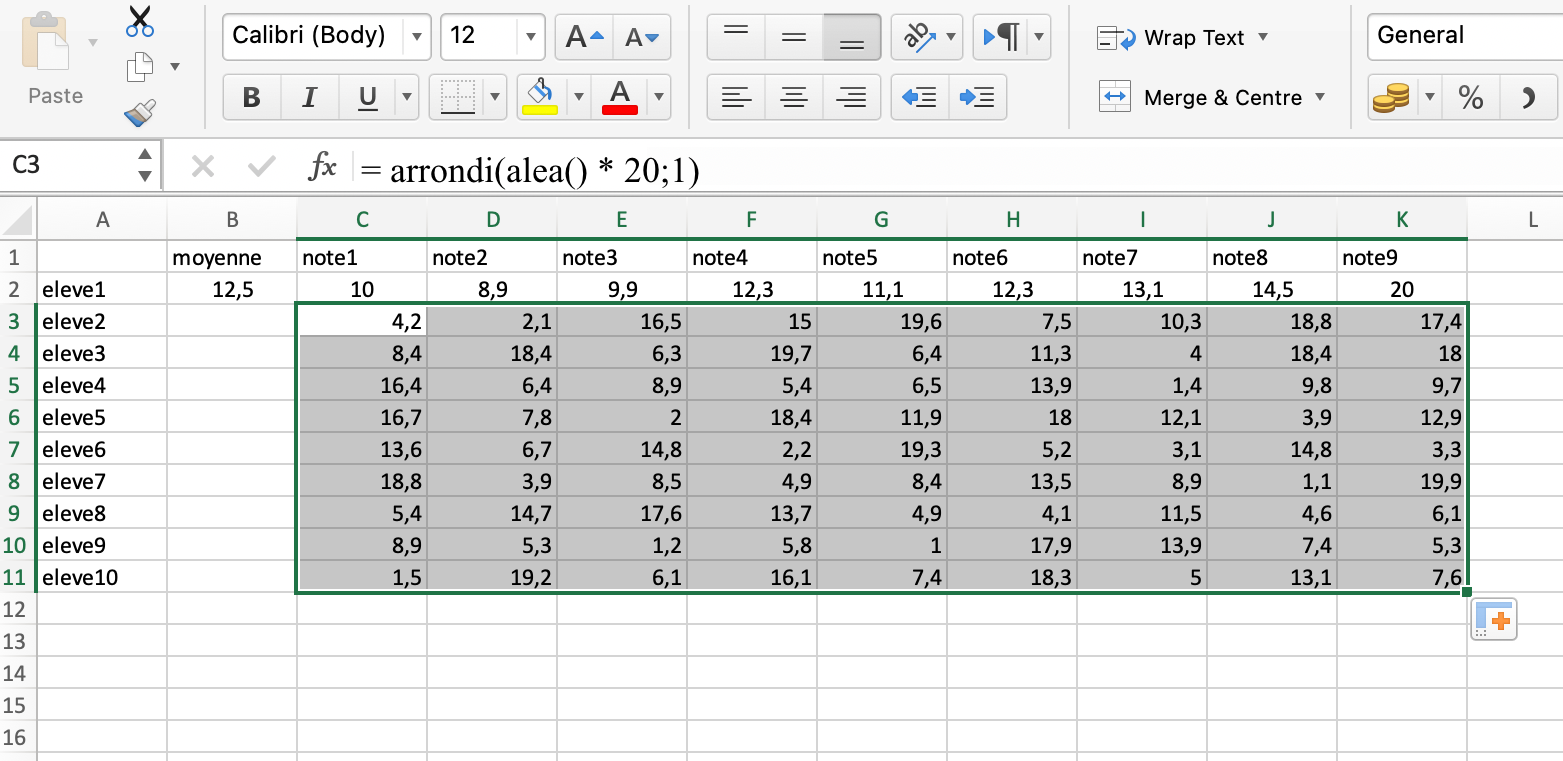 Calibri (Body) 12 A A Wrap Text General
Paste B I U A Merge & Centre %
C3 fx = arrondi(alea() * 20;1)
A B C D E F G H I J K L
1 moyenne note1 note2 note3 note4 note5 note6 note7 note8 note9
2 eleve1 12,5 10 8,9 9,9 12,3 11,1 12,3 13,1 14,5 20
3 eleve2 4,2 2,1 16,5 15 19,6 7,5 10,3 18,8 17,4
4 eleve3 8,4 18,4 6,3 19,7 6,4 11,3 4 18,4 18
5 eleve4 16,4 6,4 8,9 5,4 6,5 13,9 1,4 9,8 9,7
6 eleve5 16,7 7,8 2 18,4 11,9 18 12,1 3,9 12,9
7 eleve6 13,6 6,7 14,8 2,2 19,3 5,2 3,1 14,8 3,3
8 eleve7 18,8 3,9 8,5 4,9 8,4 13,5 8,9 1,1 19,9
9 eleve8 5,4 14,7 17,6 13,7 4,9 4,1 11,5 4,6 6,1
10 eleve9 8,9 5,3 1,2 5,8 1 17,9 13,9 7,4 5,3
11 eleve10 1,5 19,2 6,1 16,1 7,4 18,3 5 13,1 7,6
12
13
14
15
16